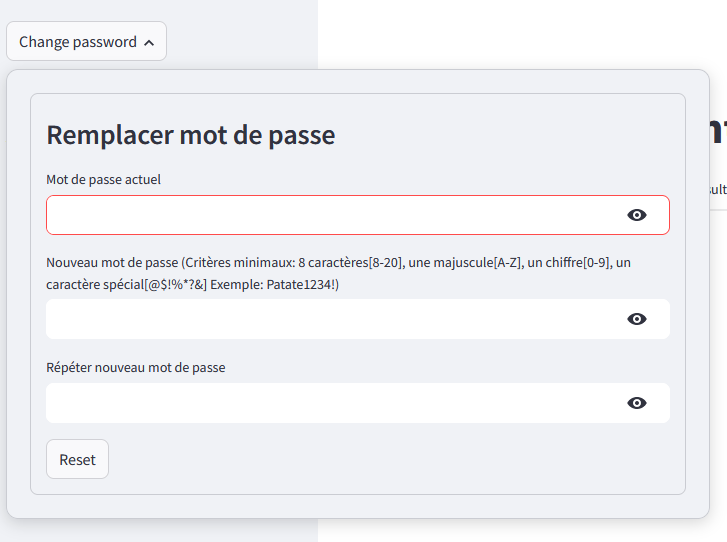 Change password
Remplacer mot de passe
Mot de passe actuel
Nouveau mot de passe (Critères minimaux: 8 caractères[8-20], une majuscule[A-Z], un chiffre[0-9], un
caractère spécial[@$!%*?&] Exemple: Patate1234!)
Répéter nouveau mot de passe
Reset